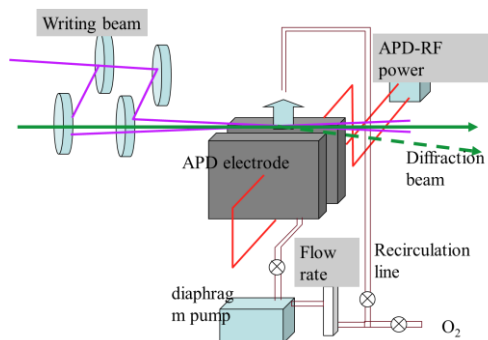 Writing beam
APD-RF
power
APD electrode
Diffraction
beam
Flow
rate
Recirculation
line
diaphrag
m pump
O₂